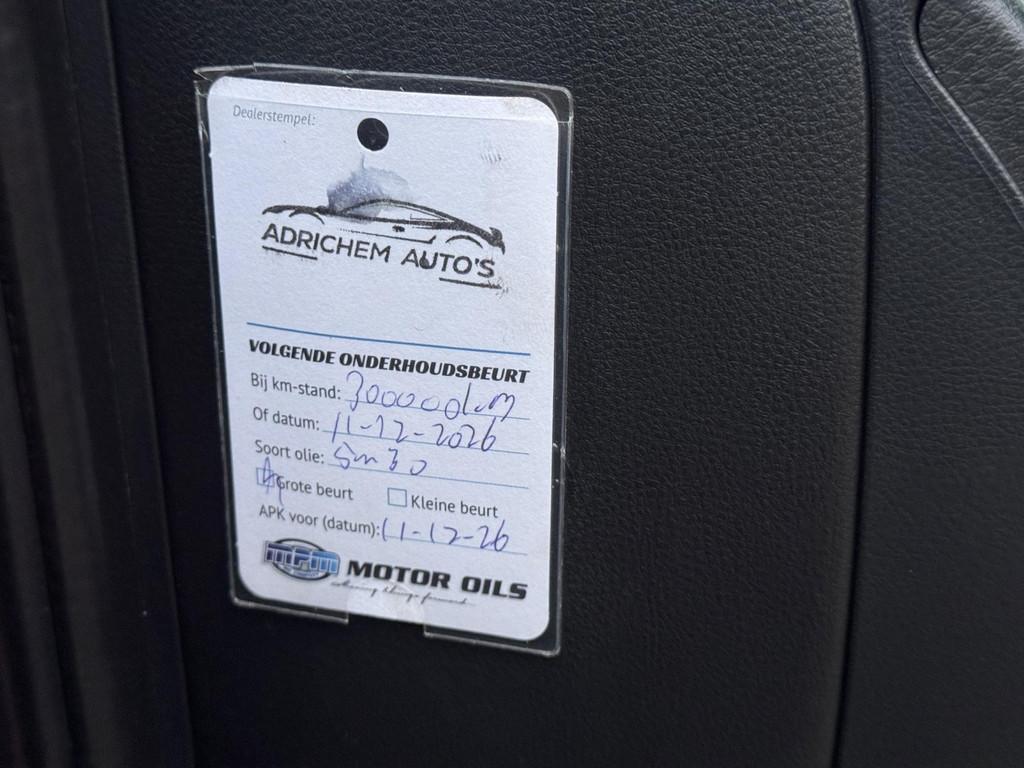 Dealerstempel:
ADRICHEM AUTO'S
VOLGENDE ONDERHOUDSBEURT
Bij km-stand: 300000km
Of datum: 11-12-2026
Soort olie: 5w30
Grote beurt Kleine beurt
APK voor (datum): 11-12-26
mpm MOTOR OILS